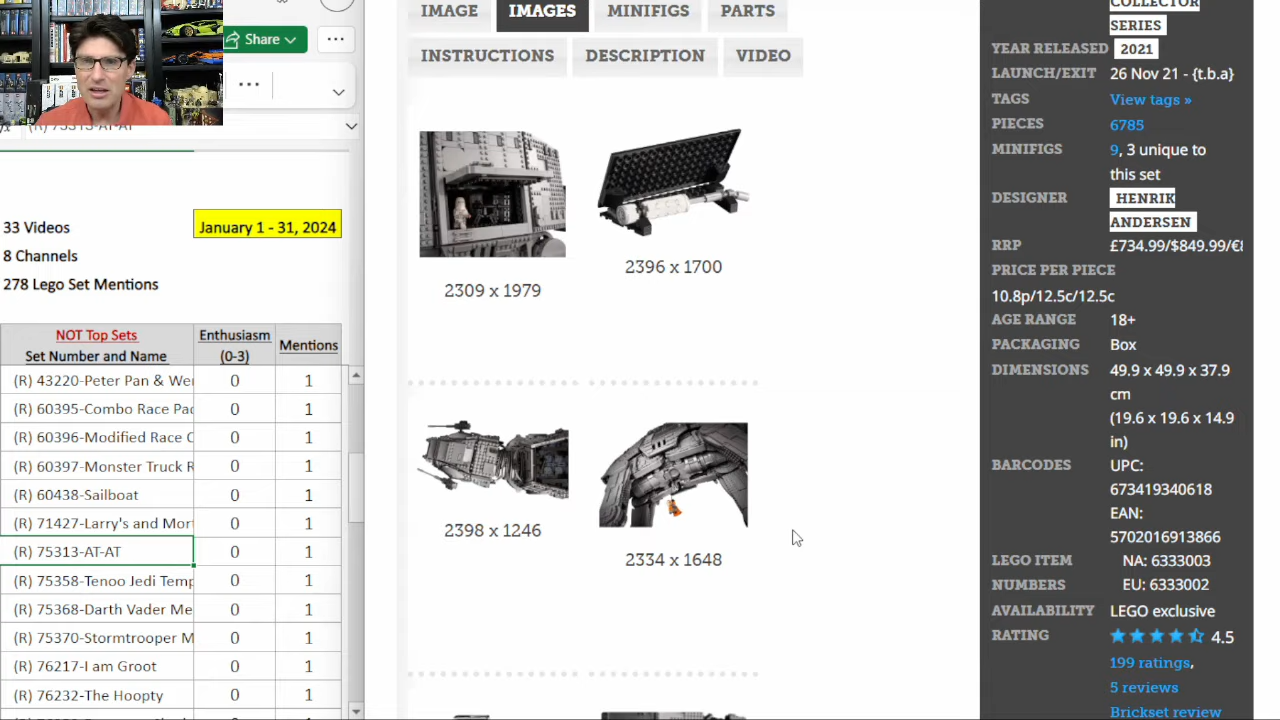 Share
(R) 75313-AT-AT
33 Videos
January 1 - 31, 2024
8 Channels
278 Lego Set Mentions
NOT Top Sets
Set Number and Name
Enthusiasm
(0-3)
Mentions
(R) 43220-Peter Pan & We 0 1
(R) 60395-Combo Race Pac 0 1
(R) 60396-Modified Race C 0 1
(R) 60397-Monster Truck R 0 1
(R) 60438-Sailboat 0 1
(R) 71427-Larry's and Mor 0 1
(R) 75313-AT-AT 0 1
(R) 75358-Tenoo Jedi Temp 0 1
(R) 75368-Darth Vader Me 0 1
(R) 75370-Stormtrooper M 0 1
(R) 76217-I am Groot 0 1
(R) 76232-The Hoopty 0 1
IMAGE IMAGES MINIFIGS PARTS
INSTRUCTIONS DESCRIPTION VIDEO
2309 x 1979
2396 x 1700
2398 x 1246
2334 x 1648
COLLECTOR
SERIES
YEAR RELEASED 2021
LAUNCH/EXIT 26 Nov 21 - {t.b.a}
TAGS View tags »
PIECES 6785
MINIFIGS 9, 3 unique to
this set
DESIGNER HENRIK
ANDERSEN
RRP £734.99/$849.99/€
PRICE PER PIECE
10.8p/12.5c/12.5c
AGE RANGE 18+
PACKAGING Box
DIMENSIONS 49.9 x 49.9 x 37.9
cm
(19.6 x 19.6 x 14.9
in)
BARCODES UPC:
673419340618
EAN:
5702016913866
LEGO ITEM NA: 6333003
NUMBERS EU: 6333002
AVAILABILITY LEGO exclusive
RATING 4.5
199 ratings,
5 reviews
Brickset review